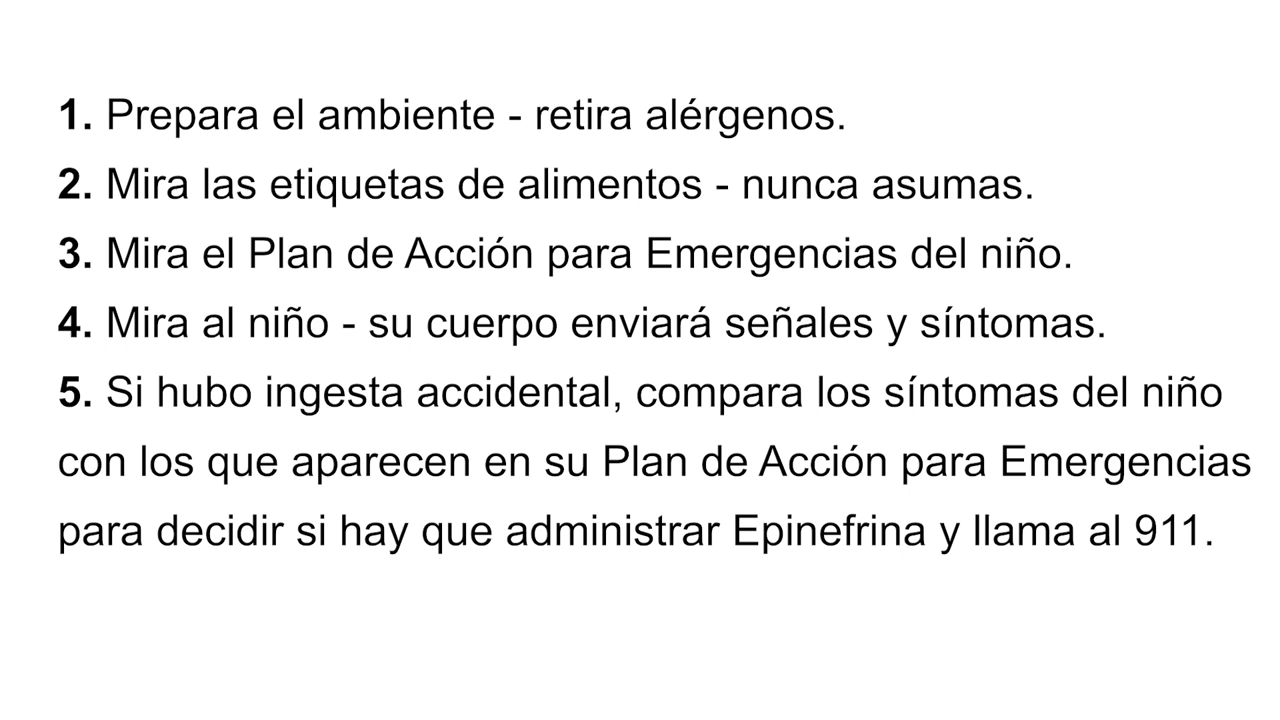 1. Prepara el ambiente - retira alérgenos.
2. Mira las etiquetas de alimentos - nunca asumas.
3. Mira el Plan de Acción para Emergencias del niño.
4. Mira al niño - su cuerpo enviará señales y síntomas.
5. Si hubo ingesta accidental, compara los síntomas del niño
con los que aparecen en su Plan de Acción para Emergencias
para decidir si hay que administrar Epinefrina y llama al 911.